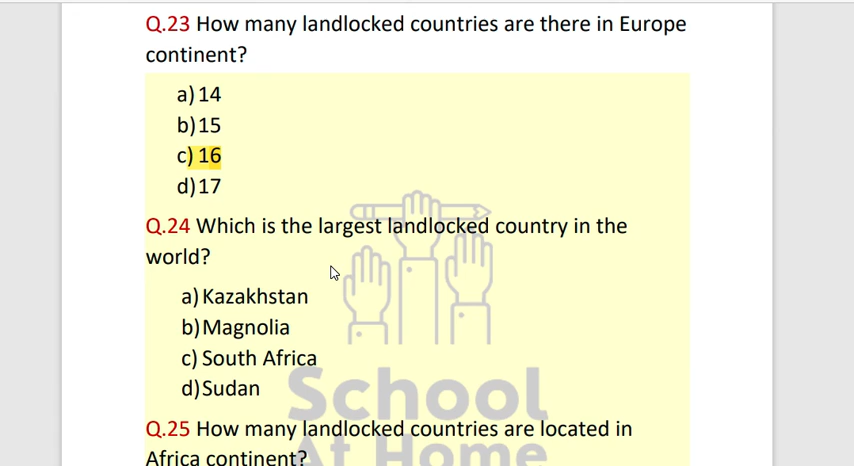 Q.23 How many landlocked countries are there in Europe
continent?
a) 14
b) 15
c) 16
d) 17
Q.24 Which is the largest landlocked country in the
world?
a) Kazakhstan
b) Magnolia
c) South Africa
d) Sudan
School
Q.25 How many landlocked countries are located in
At Home
Africa continent?